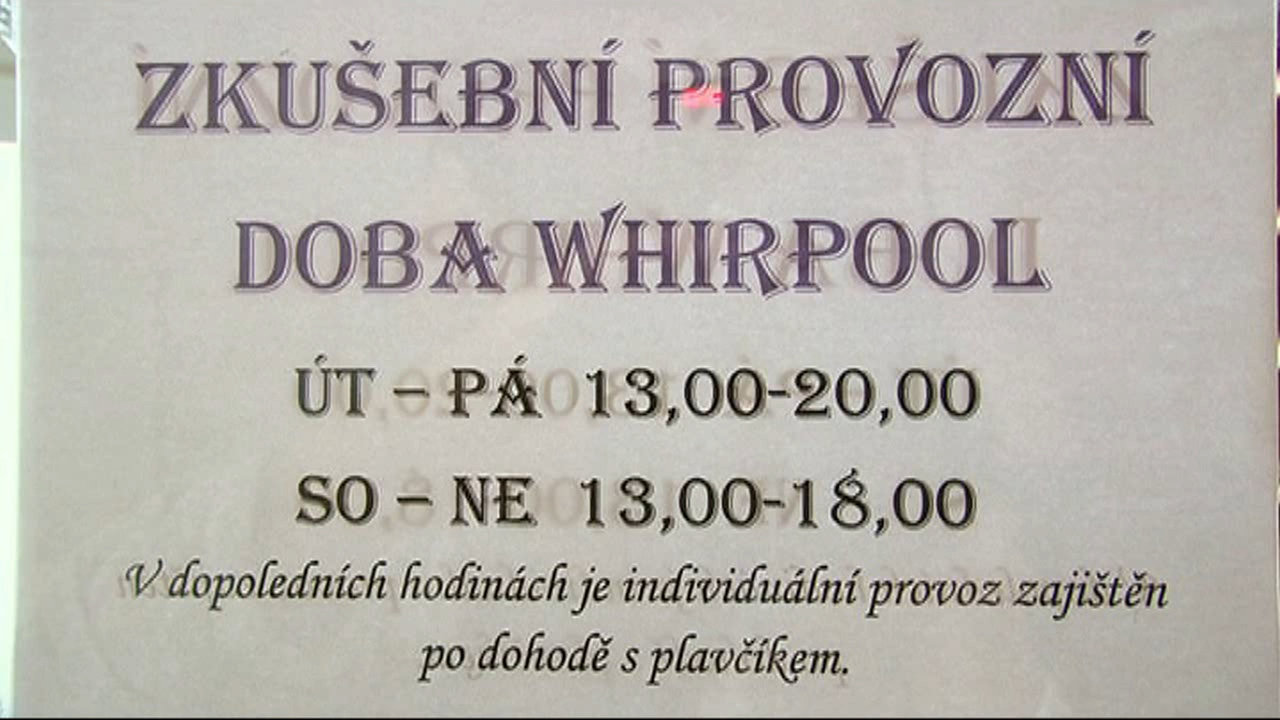 ZKUŠEBNÍ PROVOZNÍ
DOBA WHIRPOOL
ÚT – PÁ 13,00-20,00
SO – NE 13,00-18,00
V dopoledních hodinách je individuální provoz zajištěn
po dohodě s plavčíkem.